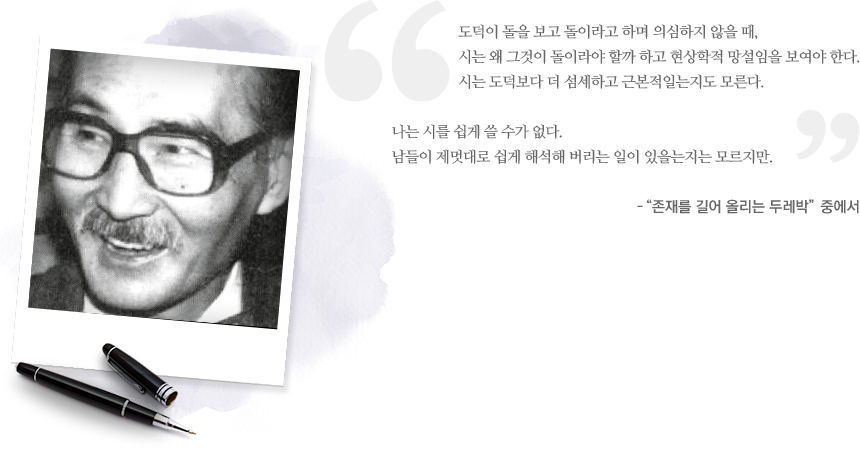 도덕이 돌을 보고 돌이라고 하며 의심하지 않을 때,
시는 왜 그것이 돌이라야 할까 하고 현상학적 망설임을 보여야 한다.
시는 도덕보다 더 섬세하고 근본적일는지도 모른다.
나는 시를 쉽게 쓸 수가 없다.
남들이 제멋대로 쉽게 해석해 버리는 일이 있을는지는 모르지만.
- “존재를 길어 올리는 두레박” 중에서